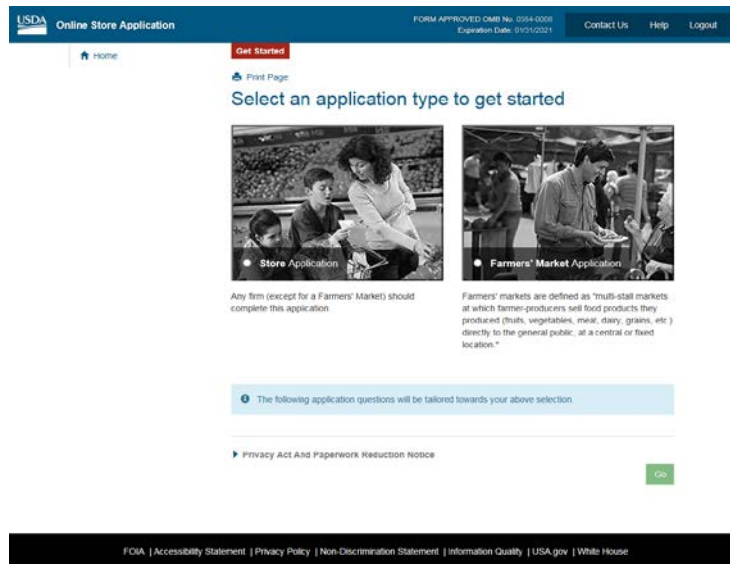 USDA Online Store Application
FORM APPROVED OMB No. 0584-0008
Expiration Date: 01/31/2021
Contact Us Help Logout
Home
Get Started
Print Page
Select an application type to get started
Store Application
Farmers' Market Application
Any firm (except for a Farmers' Market) should
complete this application
Farmers' markets are defined as "multi-stall markets
at which farmer-producers sell food products they
produced (fruits, vegetables, meat, dairy, grains, etc.)
directly to the general public, at a central or fixed
location."
The following application questions will be tailored towards your above selection
Privacy Act And Paperwork Reduction Notice
Go
FOIA | Accessibility Statement | Privacy Policy | Non-Discrimination Statement | Information Quality | USA.gov | White House